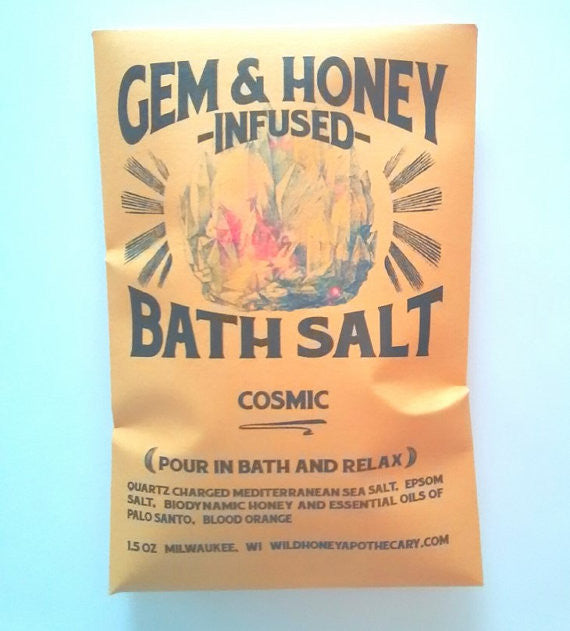 GEM & HONEY
-INFUSED-
BATH SALT
COSMIC
(POUR IN BATH AND RELAX)
QUARTZ CHARGED MEDITERRANEAN SEA SALT, EPSOM
SALT, BIODYNAMIC HONEY AND ESSENTIAL OILS OF
PALO SANTO, BLOOD ORANGE
1.5 OZ MILWAUKEE, WI WILDHONEYAPOTHECARY.COM